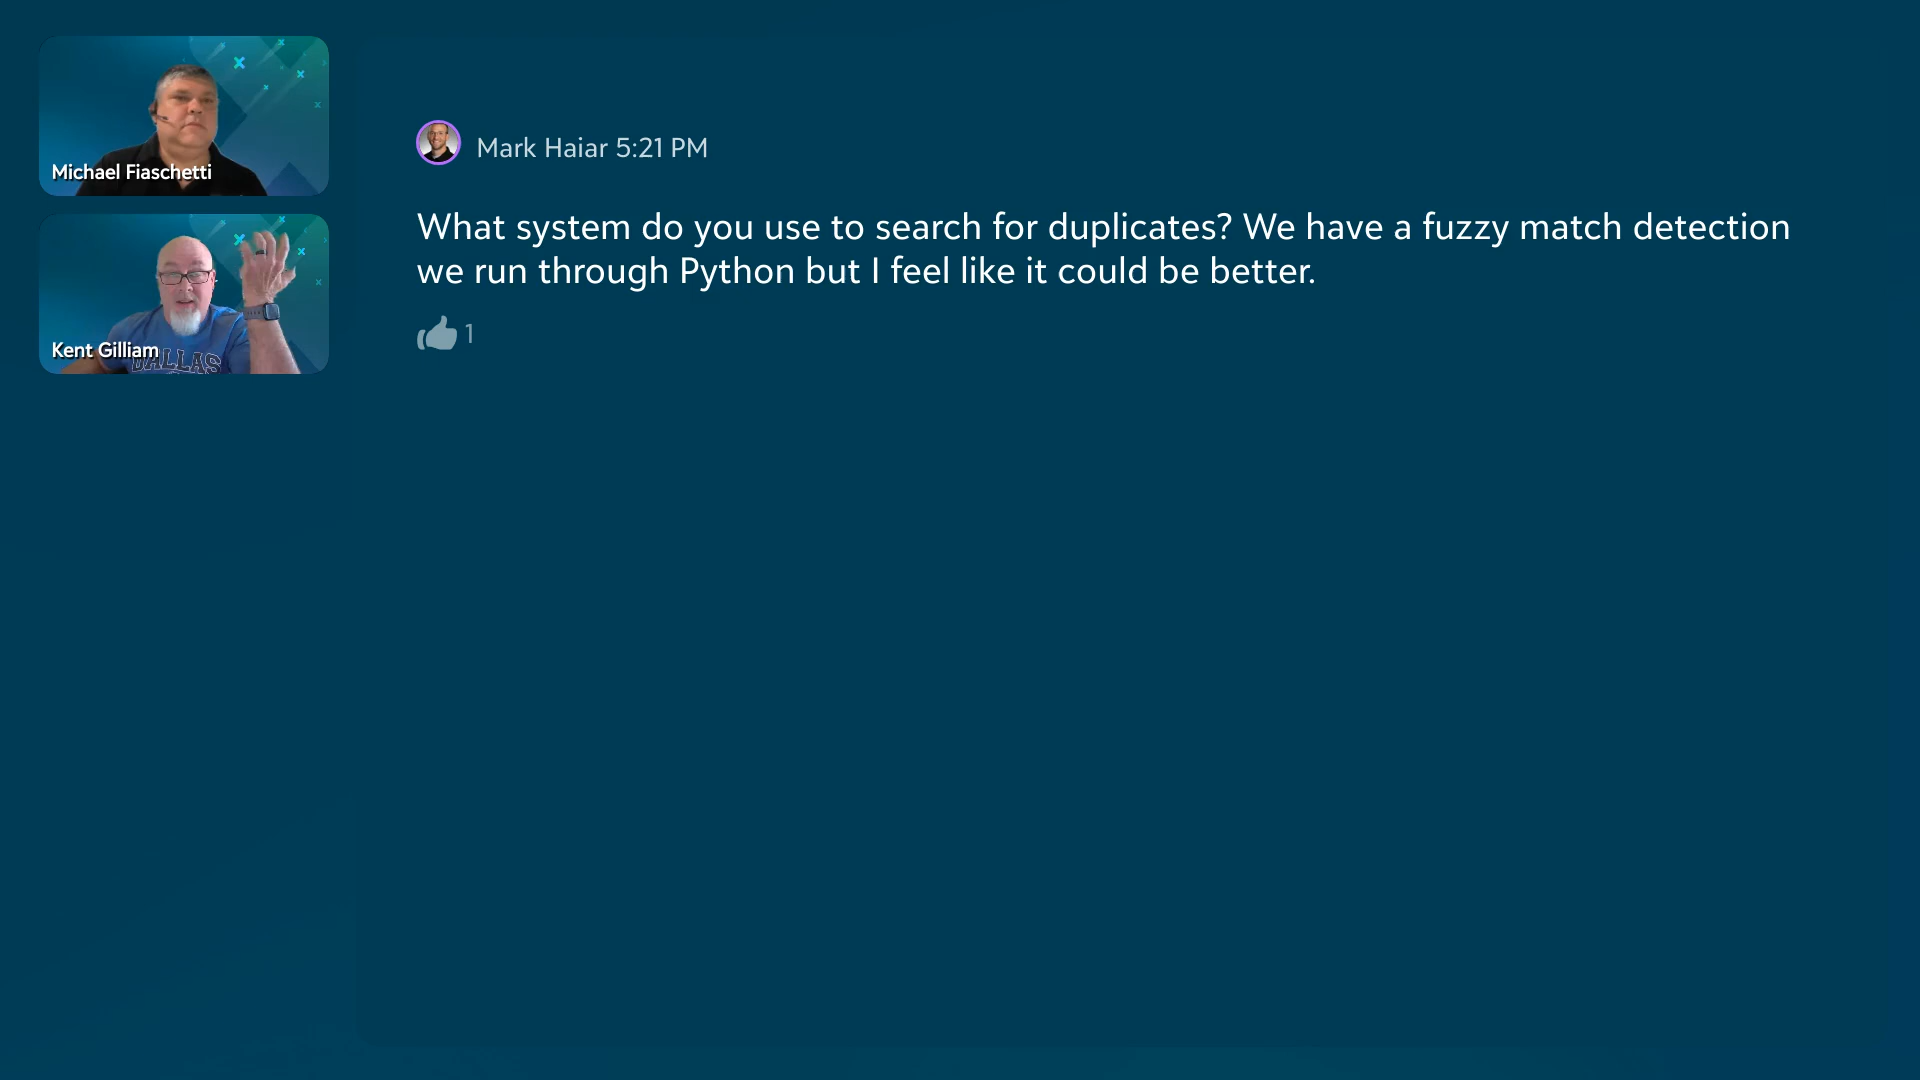 Michael Fiaschetti
Kent Gilliam
DALLAS
Mark Haiar 5:21 PM
What system do you use to search for duplicates? We have a fuzzy match detection
we run through Python but I feel like it could be better.
1